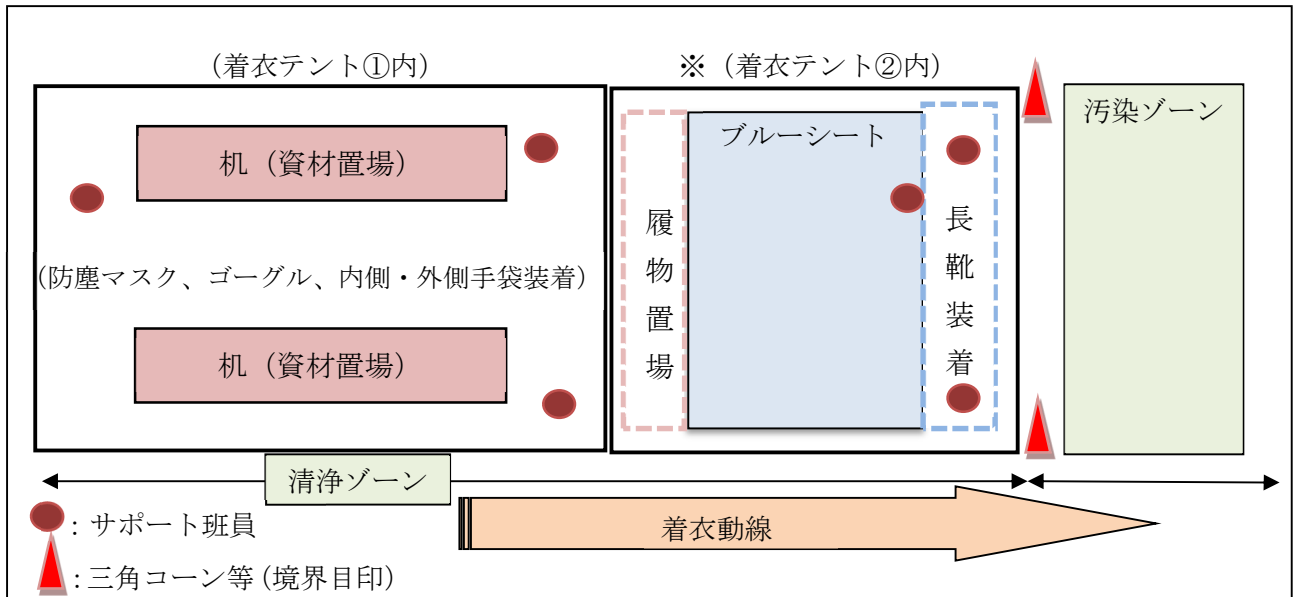 (着衣テント①内)
※（着衣テント②内）
汚染ゾーン
机（資材置場）
ブルーシート
履物置場
長靴装着
(防塵マスク、ゴーグル、内側・外側手袋装着)
机（資材置場）
清浄ゾーン
着衣動線
：サポート班員
：三角コーン等(境界目印)